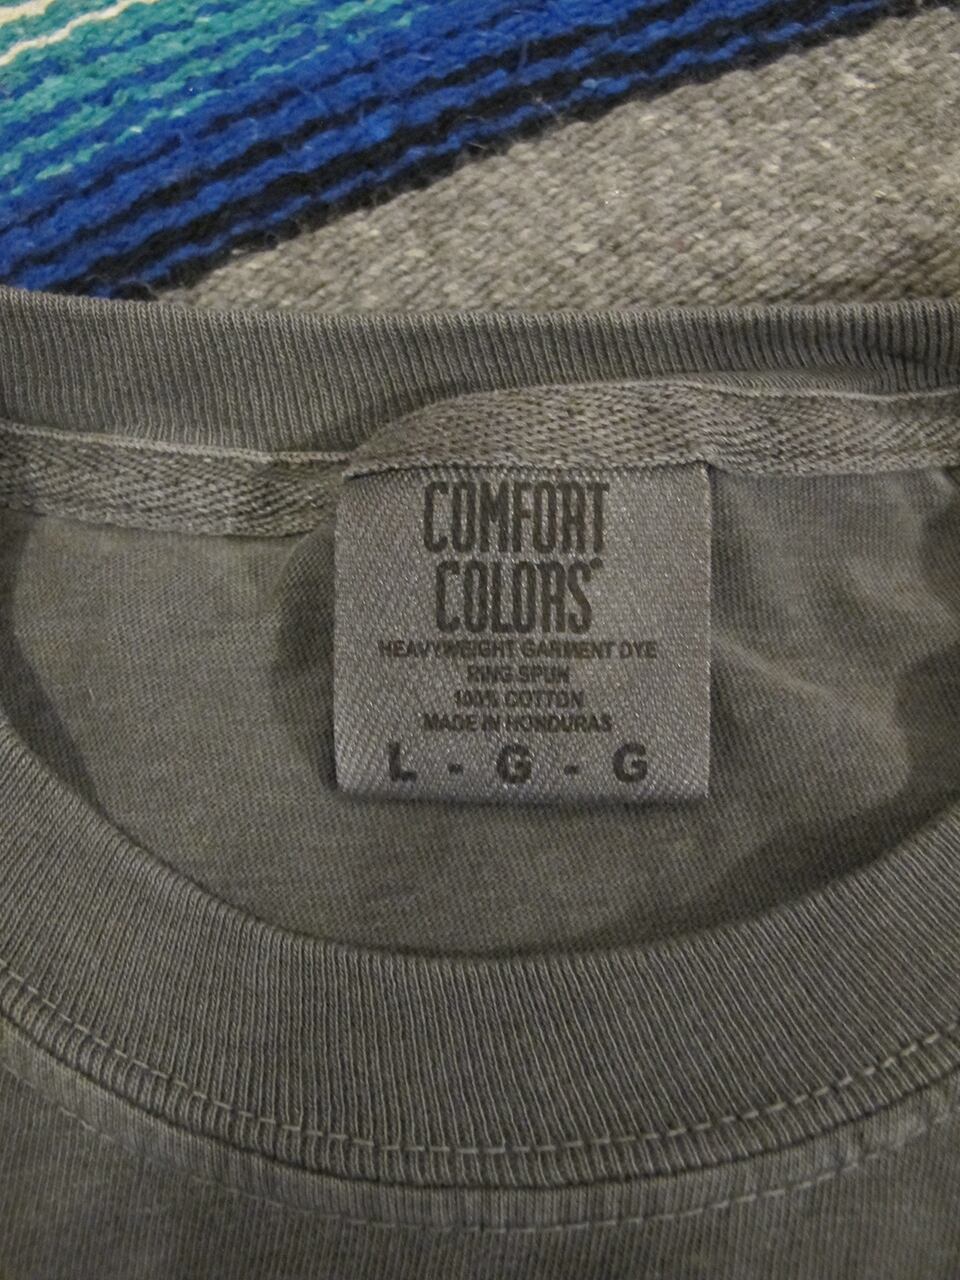 COMFORT
COLORS®
HEAVYWEIGHT GARMENT DYE
RING SPUN
100% COTTON
MADE IN HONDURAS
L - G - G